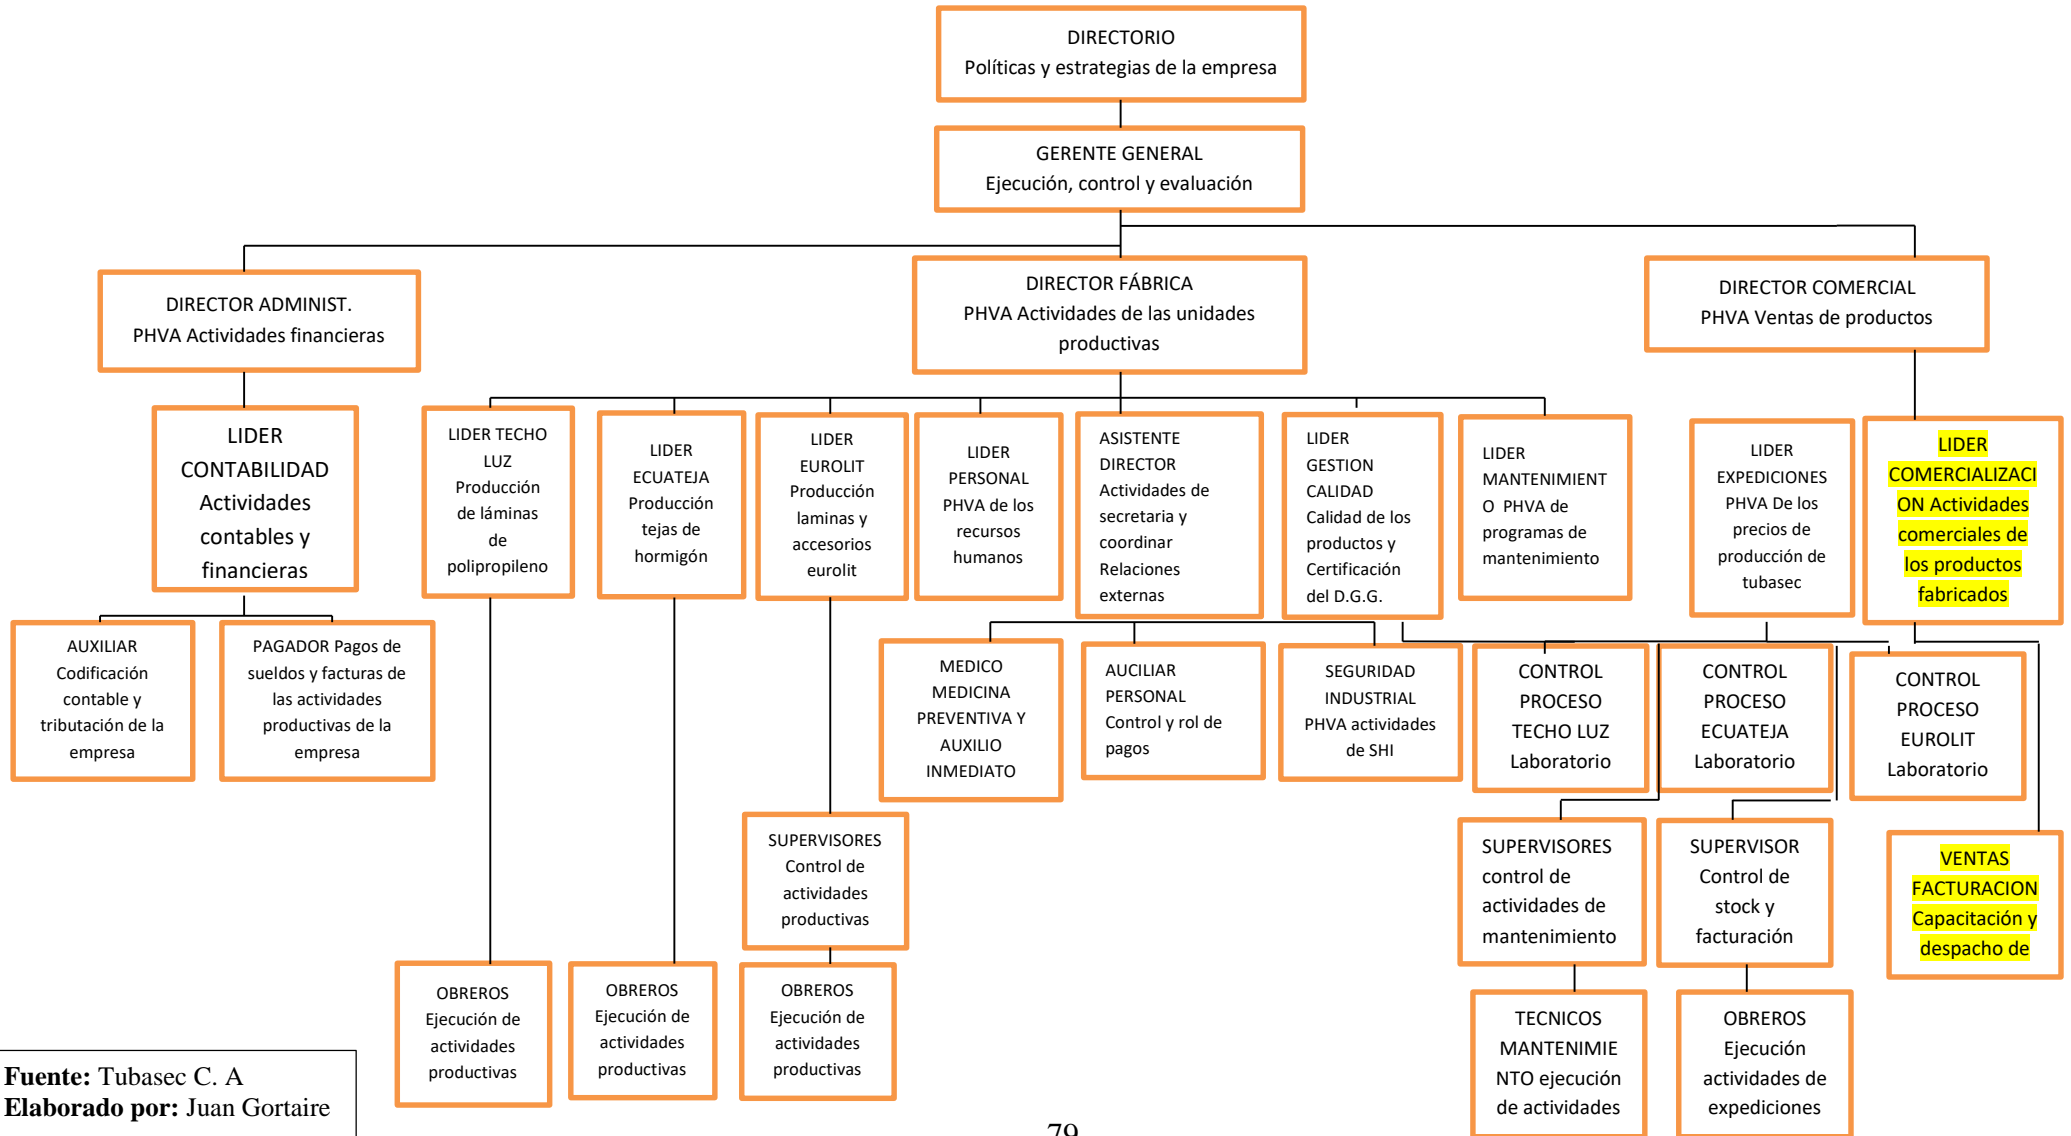 DIRECTORIO
Políticas y estrategias de la empresa
GERENTE GENERAL
Ejecución, control y evaluación
DIRECTOR ADMINIST.
PHVA Actividades financieras
DIRECTOR FÁBRICA
PHVA Actividades de las unidades
productivas
DIRECTOR COMERCIAL
PHVA Ventas de productos
LIDER
CONTABILIDAD
Actividades
contables y
financieras
LIDER TECHO
LUZ
Producción
de láminas
de
polipropileno
LIDER
ECUATEJA
Producción
tejas de
hormigón
LIDER
EUROLIT
Producción
laminas y
accesorios
eurolit
LIDER
PERSONAL
PHVA de los
recursos
humanos
ASISTENTE
DIRECTOR
Actividades de
secretaria y
coordinar
Relaciones
externas
LIDER
GESTION
CALIDAD
Calidad de los
productos y
Certificación
del D.G.G.
LIDER
MANTENIMIENT
O  PHVA de
programas de
mantenimiento
LIDER
EXPEDICIONES
PHVA De los
precios de
producción de
tubasec
LIDER
COMERCIALIZACI
ON Actividades
comerciales de
los productos
fabricados
AUXILIAR
Codificación
contable y
tributación de la
empresa
PAGADOR Pagos de
sueldos y facturas de
las actividades
productivas de la
empresa
MEDICO
MEDICINA
PREVENTIVA Y
AUXILIO
INMEDIATO
AUCILIAR
PERSONAL
Control y rol de
pagos
SEGURIDAD
INDUSTRIAL
PHVA actividades
de SHI
CONTROL
PROCESO
TECHO LUZ
Laboratorio
CONTROL
PROCESO
ECUATEJA
Laboratorio
CONTROL
PROCESO
EUROLIT
Laboratorio
SUPERVISORES
Control de
actividades
productivas
SUPERVISORES
control de
actividades de
mantenimiento
SUPERVISOR
Control de
stock y
facturación
VENTAS
FACTURACION
Capacitación y
despacho de
OBREROS
Ejecución de
actividades
productivas
OBREROS
Ejecución de
actividades
productivas
OBREROS
Ejecución de
actividades
productivas
TECNICOS
MANTENIMIE
NTO ejecución
de actividades
OBREROS
Ejecución
actividades de
expediciones
Fuente: Tubasec C. A
Elaborado por: Juan Gortaire
79